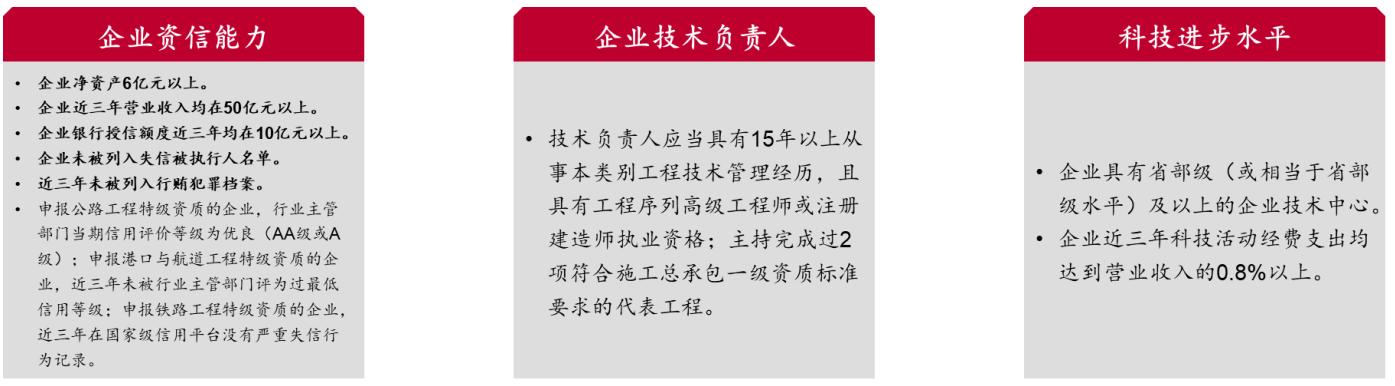 企业资信能力
• 企业净资产6亿元以上。
• 企业近三年营业收入均在50亿元以上。
• 企业银行授信额度近三年均在10亿元以上。
• 企业未被列入失信被执行人名单。
• 近三年未被列入行贿犯罪档案。
• 申报公路工程特级资质的企业，行业主管
部门当期信用评价等级为优良（AA级或A
级）；申报港口与航道工程特级资质的企
业，近三年未被行业主管部门评为过最低
信用等级；申报铁路工程特级资质的企业，
近三年在国家级信用平台没有严重失信行
为记录。
企业技术负责人
• 技术负责人应当具有15年以上从
事本类别工程技术管理经历，且
具有工程序列高级工程师或注册
建造师执业资格；主持完成过2
项符合施工总承包一级资质标准
要求的代表工程。
科技进步水平
• 企业具有省部级（或相当于省部
级水平）及以上的企业技术中心。
• 企业近三年科技活动经费支出均
达到营业收入的0.8%以上。